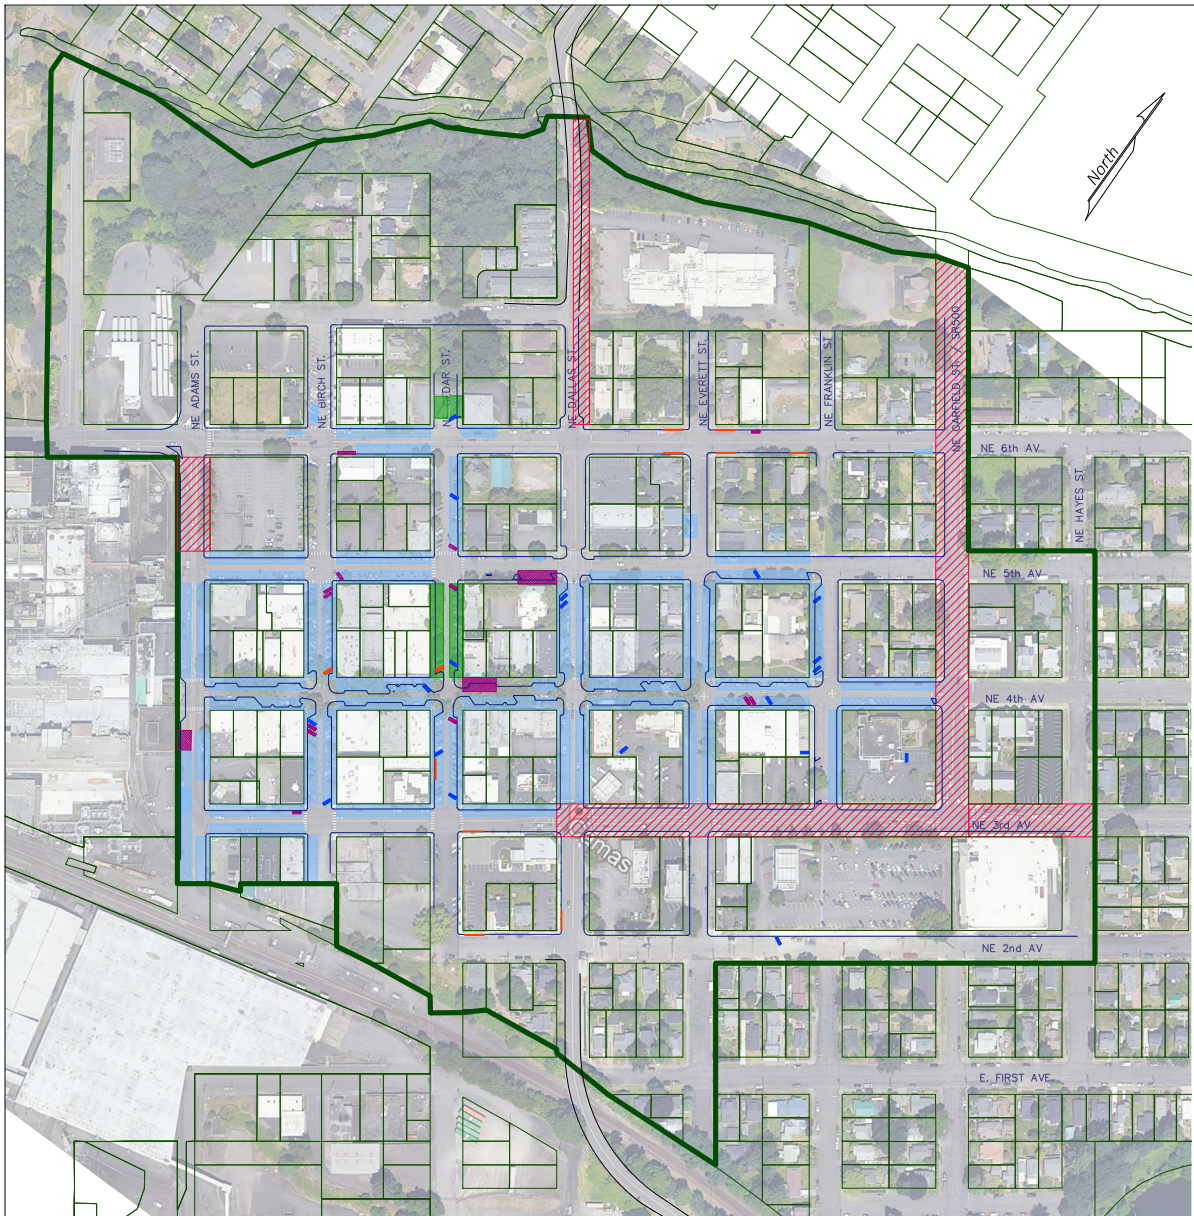 North
NE ADAMS ST.
NE BIRCH ST.
DAR ST.
NE DALLAS ST.
NE EVERETT ST.
NE FRANKLIN ST
NE GARFIELD ST. / SR500
NE 6th AV
NE HAYES ST
NE 5th AV
NE 4th AV
NE 3rd AV
amas
NE 2nd AV
E. FIRST AVE.